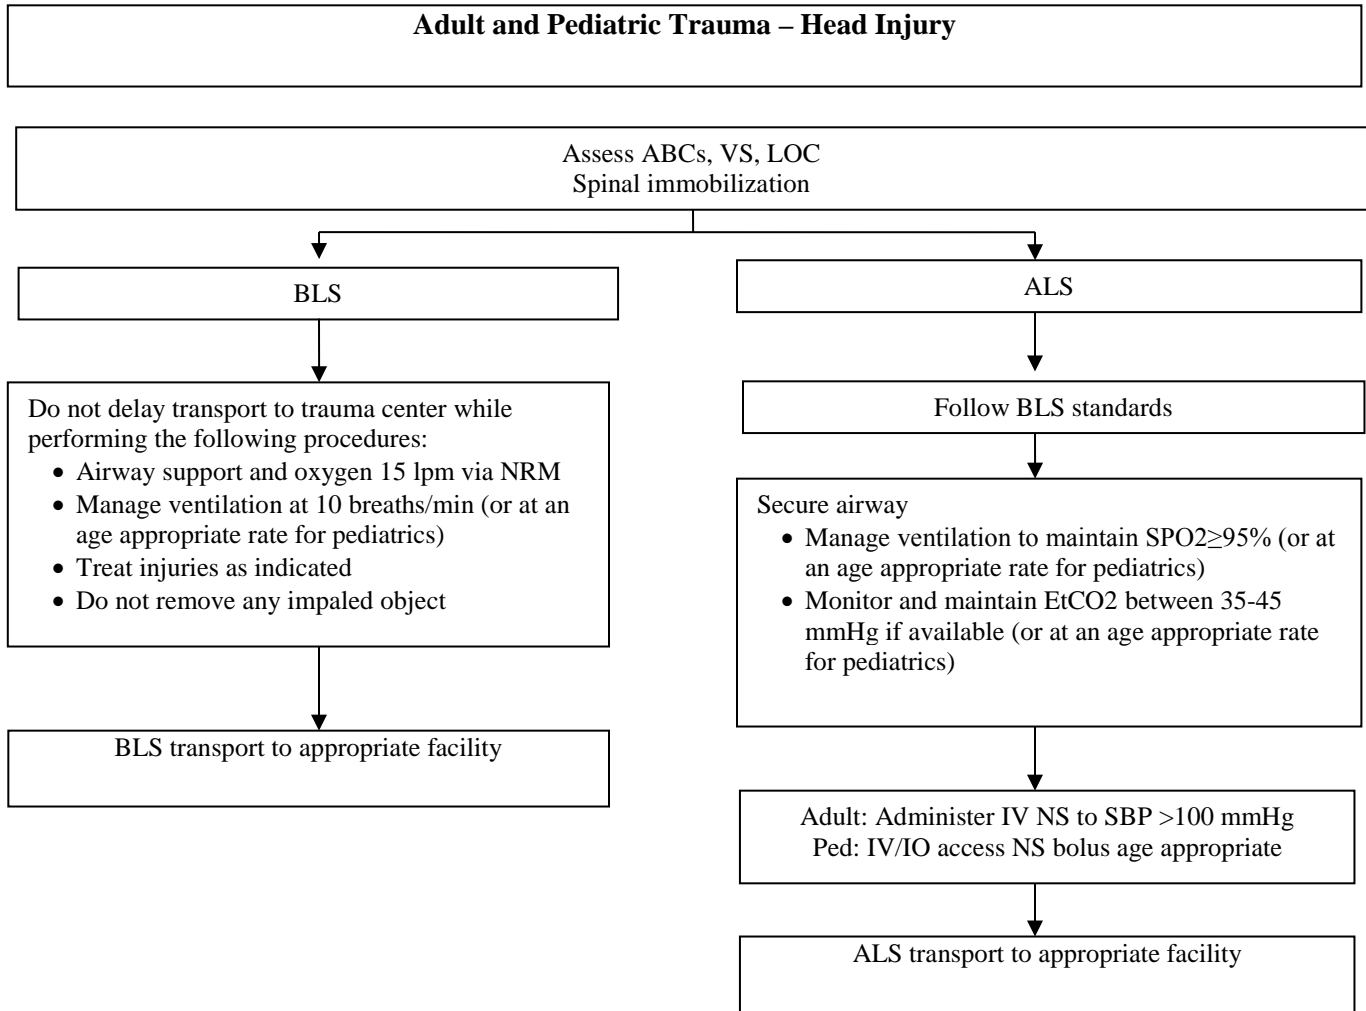 Adult and Pediatric Trauma – Head Injury
Assess ABCs, VS, LOC
Spinal immobilization
BLS
Do not delay transport to trauma center while
performing the following procedures:
• Airway support and oxygen 15 lpm via NRM
• Manage ventilation at 10 breaths/min (or at an
age appropriate rate for pediatrics)
• Treat injuries as indicated
• Do not remove any impaled object
BLS transport to appropriate facility
ALS
Follow BLS standards
Secure airway
• Manage ventilation to maintain SPO2≥95% (or at
an age appropriate rate for pediatrics)
• Monitor and maintain EtCO2 between 35-45
mmHg if available (or at an age appropriate rate
for pediatrics)
Adult: Administer IV NS to SBP >100 mmHg
Ped: IV/IO access NS bolus age appropriate
ALS transport to appropriate facility